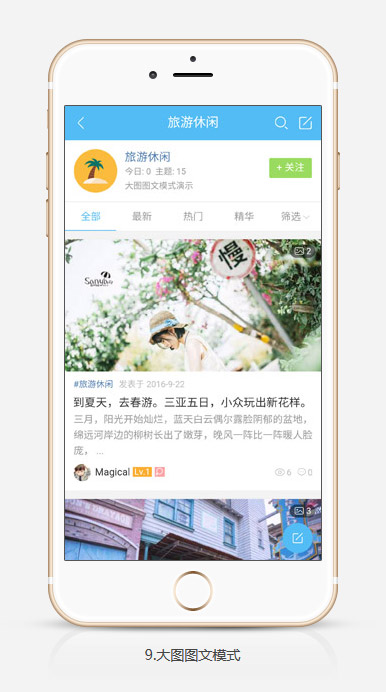 旅游休闲
旅游休闲
今日: 0 主题: 15
大图图文模式演示
+ 关注
全部 最新 热门 精华 筛选
慢
2
#旅游休闲 发表于 2016-9-22
到夏天，去春游。三亚五日，小众玩出新花样。
三月，阳光开始灿烂，蓝天白云偶尔露脸阴郁的盆地，
绵远河岸边的柳树长出了嫩芽，晚风一阵比一阵暖人脸
庞， ...
Magical Lv.1
6 0
3
9.大图图文模式